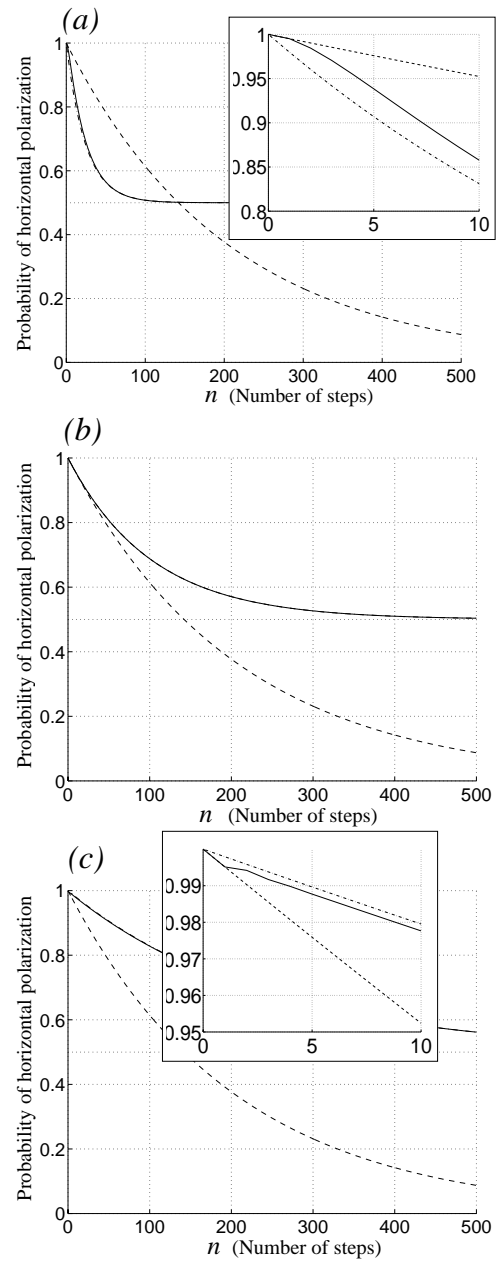 (a)
Probability of horizontal polarization
1
0.8
0.6
0.4
0.2
0
0 100 200 300 400 500
n (Number of steps)
1
0.95
0.9
0.85
0.8
0 5 10
(b)
Probability of horizontal polarization
1
0.8
0.6
0.4
0.2
0
0 100 200 300 400 500
n (Number of steps)
(c)
Probability of horizontal polarization
1
0.8
0.6
0.4
0.2
0
0 100 200 300 400 500
n (Number of steps)
0.99
0.98
0.97
0.96
0.95
0 5 10